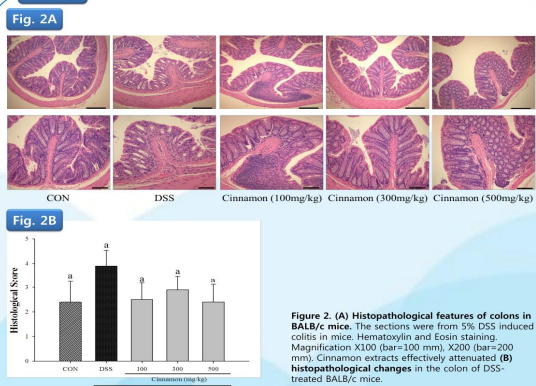 Fig. 2A
CON DSS Cinnamon (100mg/kg) Cinnamon (300mg/kg) Cinnamon (500mg/kg)
Fig. 2B
Histological Score
5
4
3
2
1
0
a a a a a
CON DSS 100 300 500
Cinnamon (mg/kg)
Figure 2. (A) Histopathological features of colons in
BALB/c mice. The sections were from 5% DSS induced
colitis in mice. Hematoxylin and Eosin staining.
Magnification X100 (bar=100 mm), X200 (bar=200
mm). Cinnamon extracts effectively attenuated (B)
histopathological changes in the colon of DSS-
treated BALB/c mice.